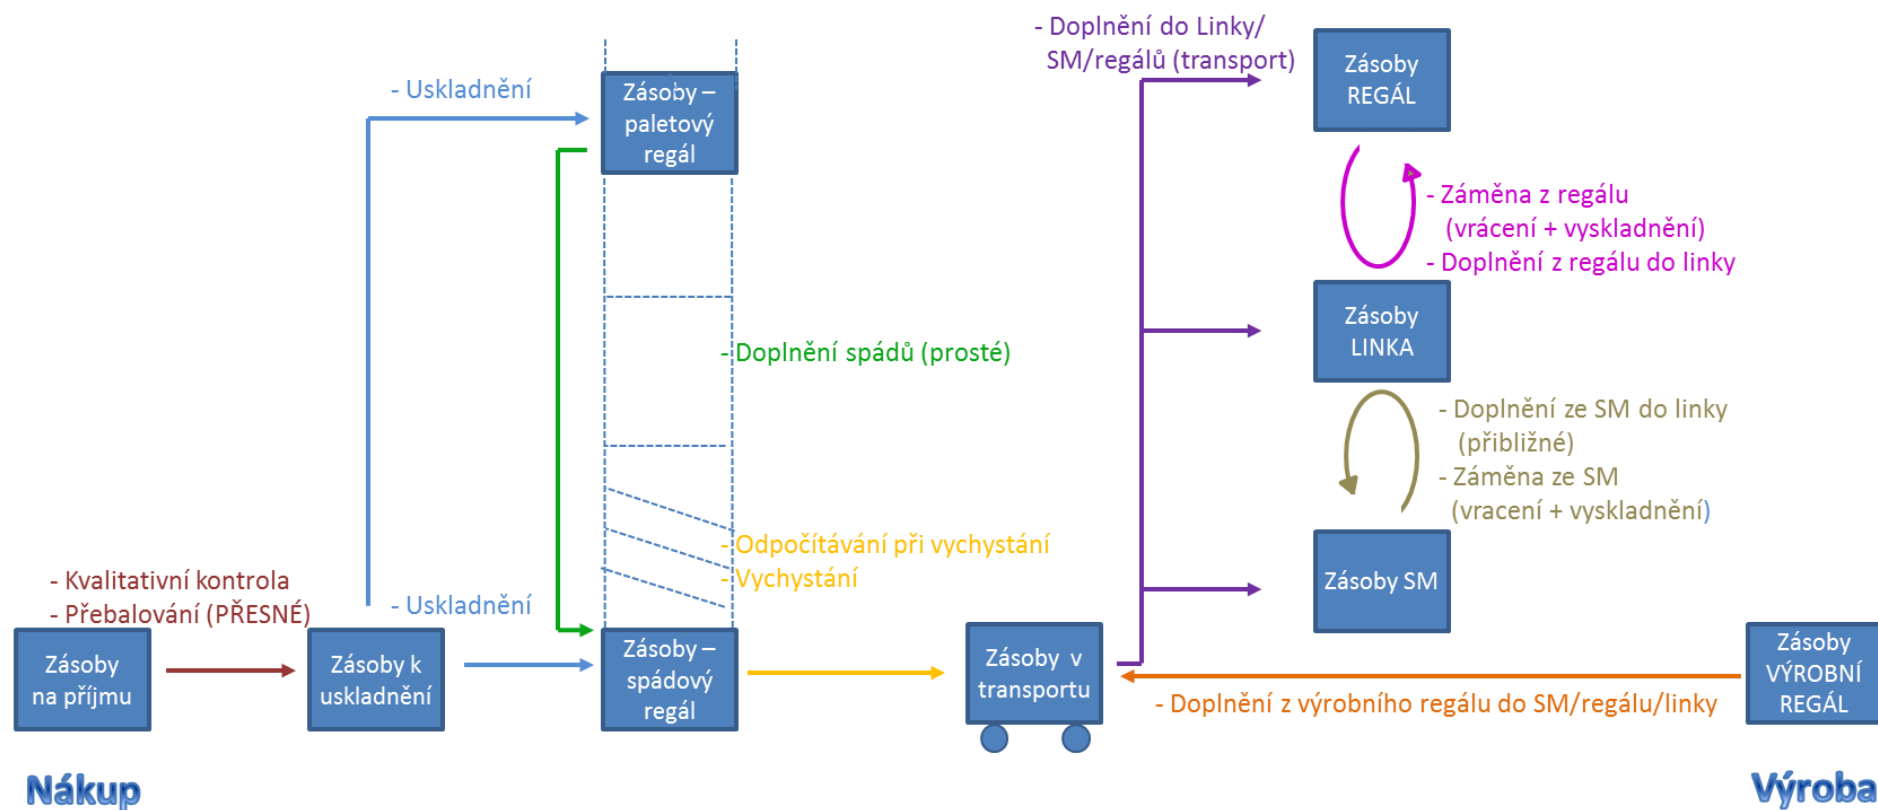 - Doplnění do Linky/
SM/regálů (transport)
Zásoby
REGÁL
- Uskladnění
Zásoby –
paletový
regál
- Záměna z regálu
(vrácení + vyskladnění)
- Doplnění z regálu do linky
Zásoby
LINKA
- Doplnění spádů (prosté)
- Doplnění ze SM do linky
(přibližné)
- Záměna ze SM
(vracení + vyskladnění)
- Odpočítávání při vychystání
- Vychystání
Zásoby SM
- Kvalitativní kontrola
- Přebalování (PŘESNÉ)
- Uskladnění
Zásoby
na příjmu
Zásoby k
uskladnění
Zásoby –
spádový
regál
Zásoby v
transportu
- Doplnění z výrobního regálu do SM/regálu/linky
Zásoby
VÝROBNÍ
REGÁL
Nákup
Výroba